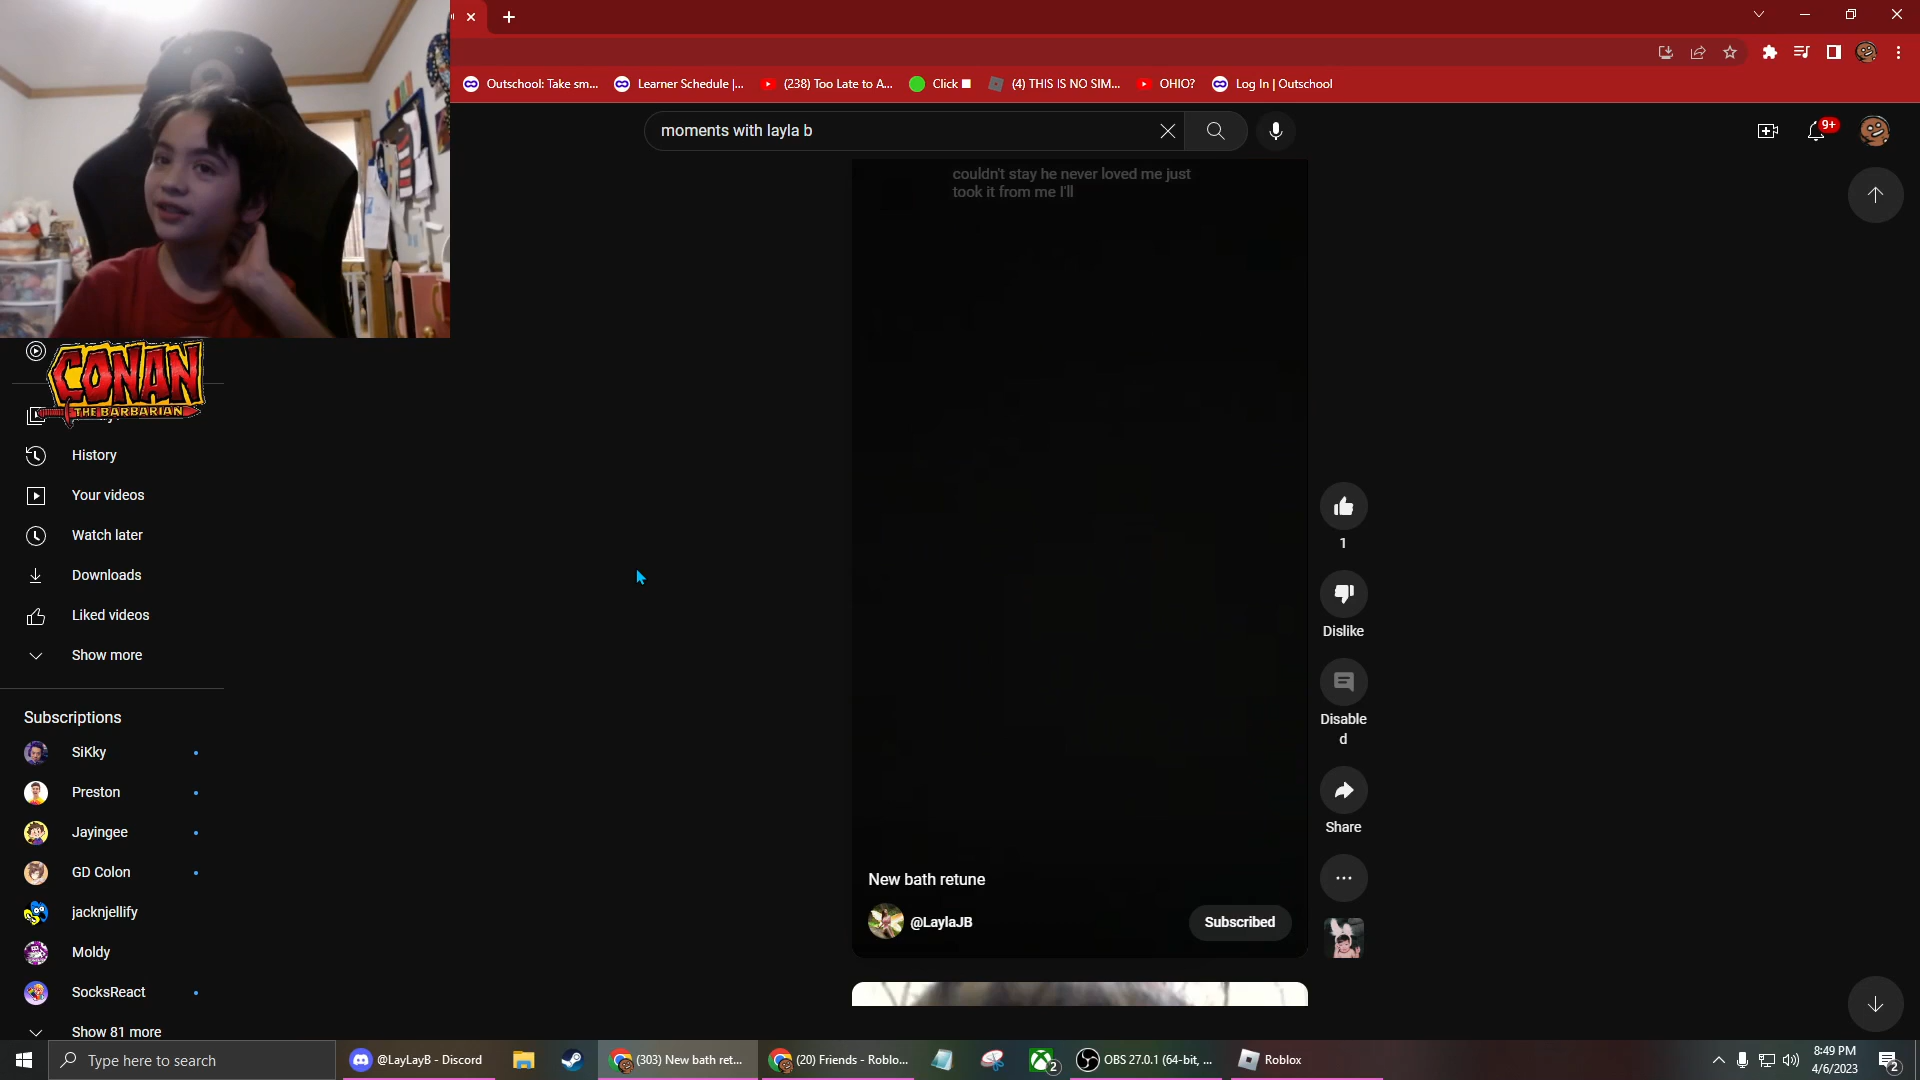 Outschool: Take sm...
Learner Schedule |...
(238) Too Late to A...
Click
(4) THIS IS NO SIM...
OHIO?
Log In | Outschool
moments with layla b
9+
couldn't stay he never loved me just
took it from me I'll
CONAN
THE BARBARIAN
History
Your videos
Watch later
Downloads
Liked videos
Show more
Subscriptions
SiKky
Preston
Jayingee
GD Colon
jacknjellify
Moldy
SocksReact
Show 81 more
1
Dislike
Disable
d
Share
New bath retune
@LaylaJB
Subscribed
Type here to search
@LayLayB - Discord
(303) New bath ret...
(20) Friends - Roblo...
2
OBS 27.0.1 (64-bit, ...
Roblox
8:49 PM
4/6/2023
2